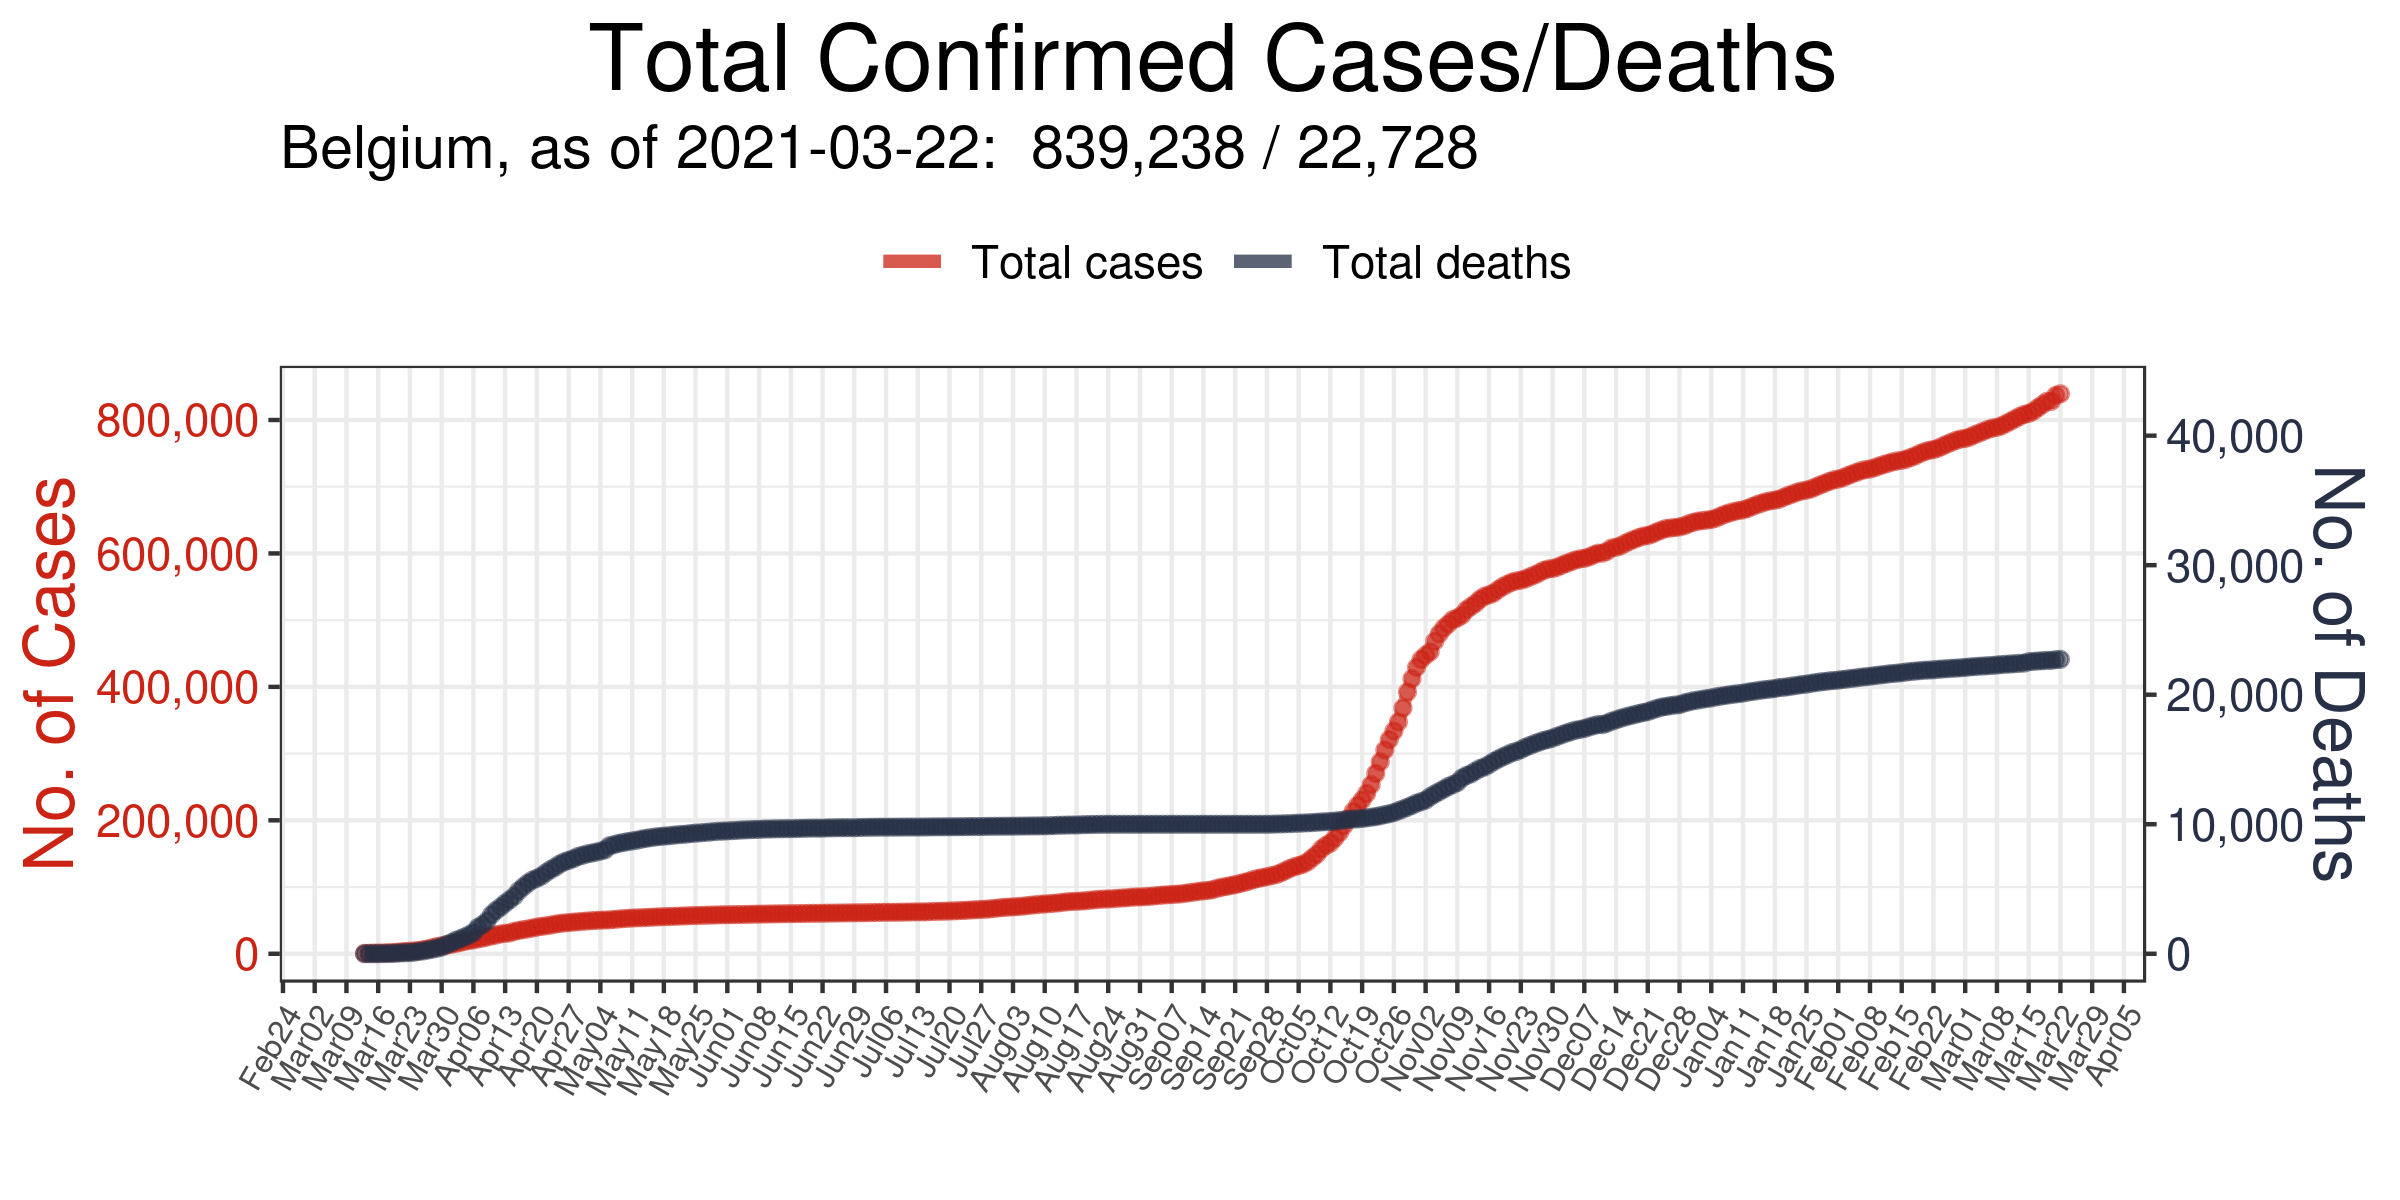 Total Confirmed Cases/Deaths
Belgium, as of 2021-03-22:  839,238 / 22,728
Total cases
Total deaths
No. of Cases
800,000
600,000
400,000
200,000
0
40,000
30,000
20,000
10,000
0
No. of Deaths
Feb24
Mar02
Mar09
Mar16
Mar23
Mar30
Apr06
Apr13
Apr20
Apr27
May04
May11
May18
May25
Jun01
Jun08
Jun15
Jun22
Jun29
Jul06
Jul13
Jul20
Jul27
Aug03
Aug10
Aug17
Aug24
Aug31
Sep07
Sep14
Sep21
Sep28
Oct05
Oct12
Oct19
Oct26
Nov02
Nov09
Nov16
Nov23
Nov30
Dec07
Dec14
Dec21
Dec28
Jan04
Jan11
Jan18
Jan25
Feb01
Feb08
Feb15
Feb22
Mar01
Mar08
Mar15
Mar22
Mar29
Apr05